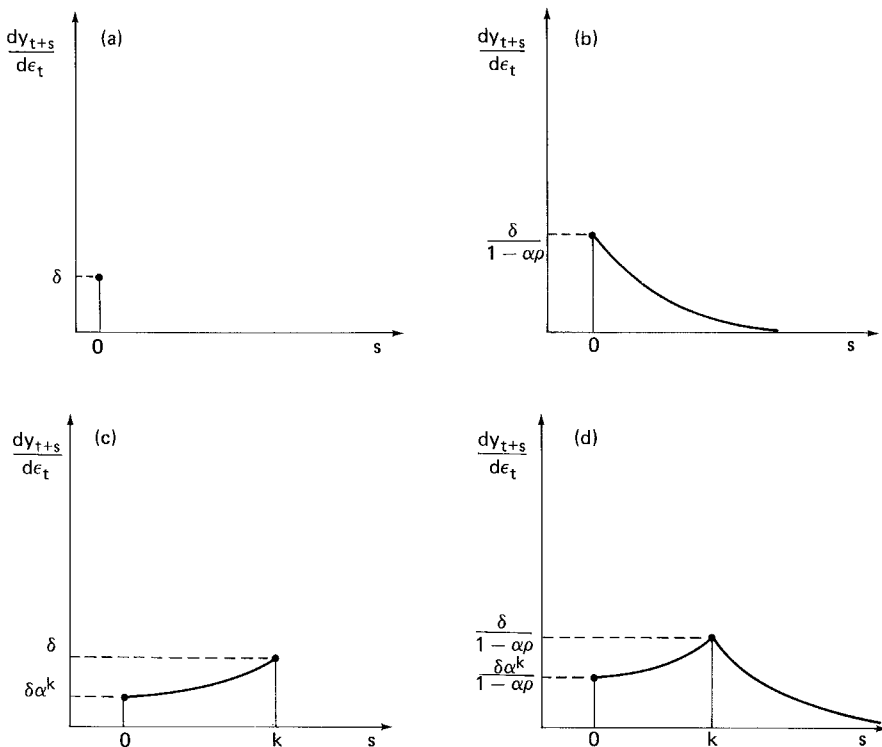 (a)
dy_{t+s}
dε_t
δ
0
s
(b)
dy_{t+s}
dε_t
δ
1 − αρ
0
s
(c)
dy_{t+s}
dε_t
δ
δα^k
0
k
s
(d)
dy_{t+s}
dε_t
δ
1 − αρ
δα^k
1 − αρ
0
k
s